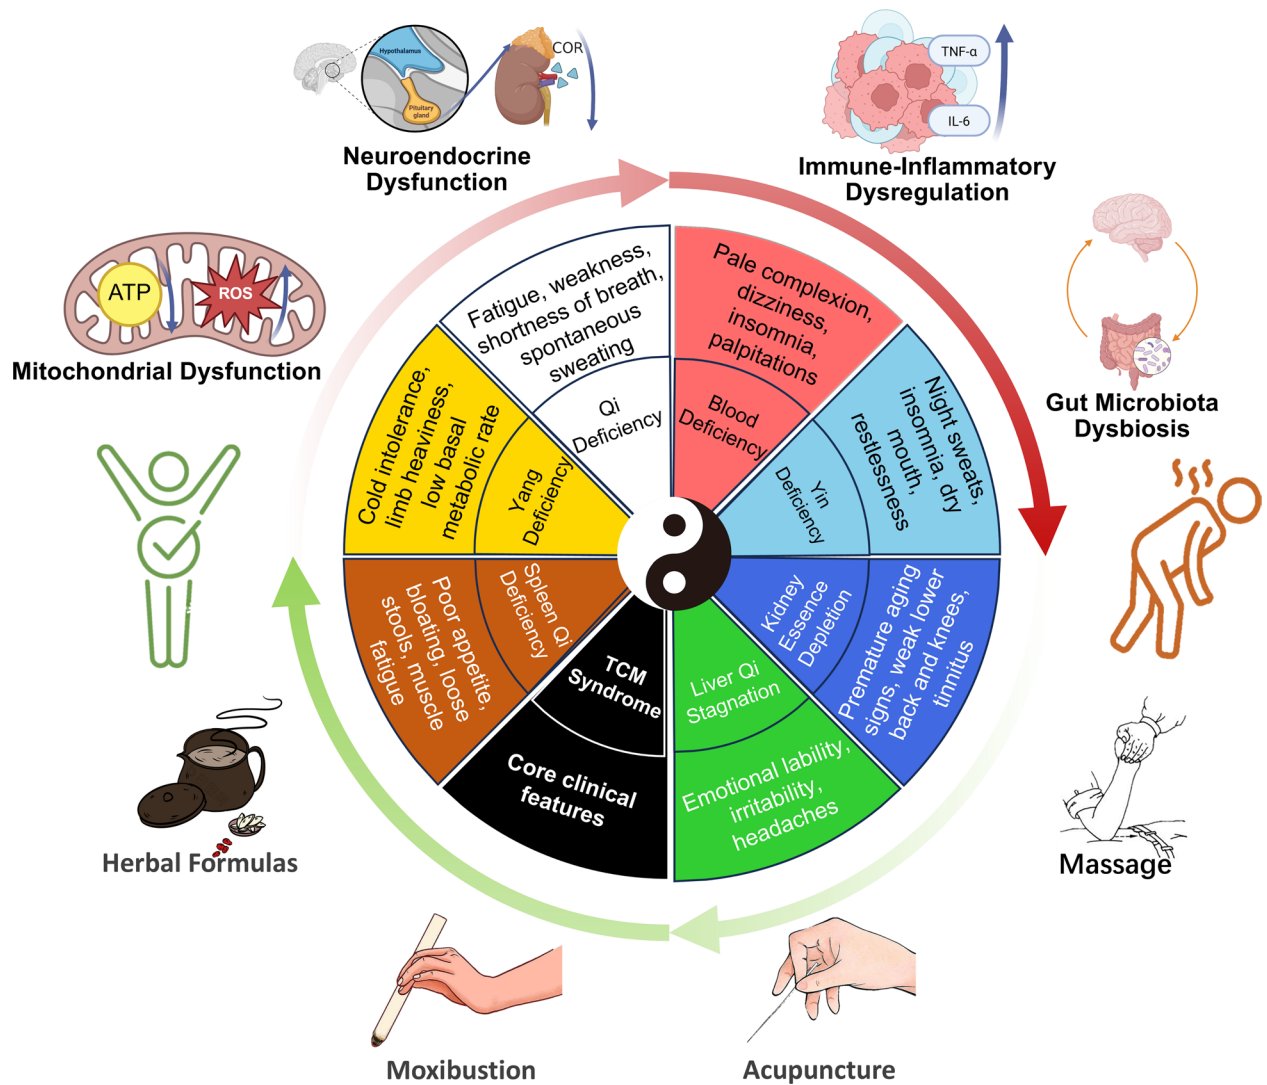 Hypothalamus
Pituitary
gland
COR
Neuroendocrine
Dysfunction
TNF-α
IL-6
Immune-Inflammatory
Dysregulation
ATP
ROS
Mitochondrial Dysfunction
Gut Microbiota
Dysbiosis
Fatigue, weakness,
shortness of breath,
spontaneous
sweating
Qi
Deficiency
Pale complexion,
dizziness,
insomnia,
palpitations
Blood
Deficiency
Night sweats,
insomnia, dry
mouth,
restlessness
Yin
Deficiency
Premature aging
signs, weak lower
back and knees,
tinnitus
Kidney
Essence
Depletion
Liver Qi
Stagnation
Emotional lability,
irritability,
headaches
TCM
Syndrome
Core clinical
features
Spleen Qi
Deficiency
Poor appetite,
bloating, loose
stools, muscle
fatigue
Yang
Deficiency
Cold intolerance,
limb heaviness,
low basal
metabolic rate
Herbal Formulas
Massage
Moxibustion
Acupuncture